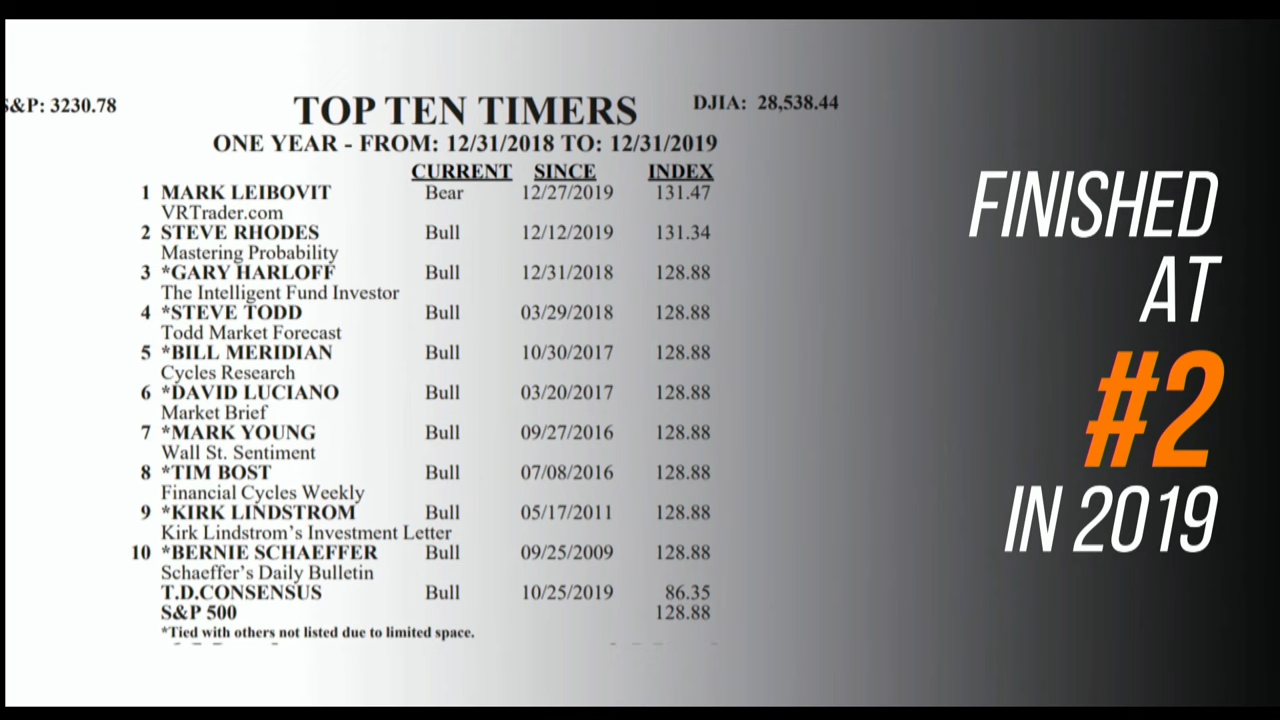 S&P: 3230.78
TOP TEN TIMERS
DJIA: 28,538.44
ONE YEAR - FROM: 12/31/2018 TO: 12/31/2019
CURRENT SINCE INDEX
1 MARK LEIBOVIT Bear 12/27/2019 131.47
VRTrader.com
2 STEVE RHODES Bull 12/12/2019 131.34
Mastering Probability
3 *GARY HARLOFF Bull 12/31/2018 128.88
The Intelligent Fund Investor
4 *STEVE TODD Bull 03/29/2018 128.88
Todd Market Forecast
5 *BILL MERIDIAN Bull 10/30/2017 128.88
Cycles Research
6 *DAVID LUCIANO Bull 03/20/2017 128.88
Market Brief
7 *MARK YOUNG Bull 09/27/2016 128.88
Wall St. Sentiment
8 *TIM BOST Bull 07/08/2016 128.88
Financial Cycles Weekly
9 *KIRK LINDSTROM Bull 05/17/2011 128.88
Kirk Lindstrom's Investment Letter
10 *BERNIE SCHAEFFER Bull 09/25/2009 128.88
Schaeffer's Daily Bulletin
T.D.CONSENSUS Bull 10/25/2019 86.35
S&P 500 128.88
*Tied with others not listed due to limited space.
FINISHED
AT
#2
IN 2019